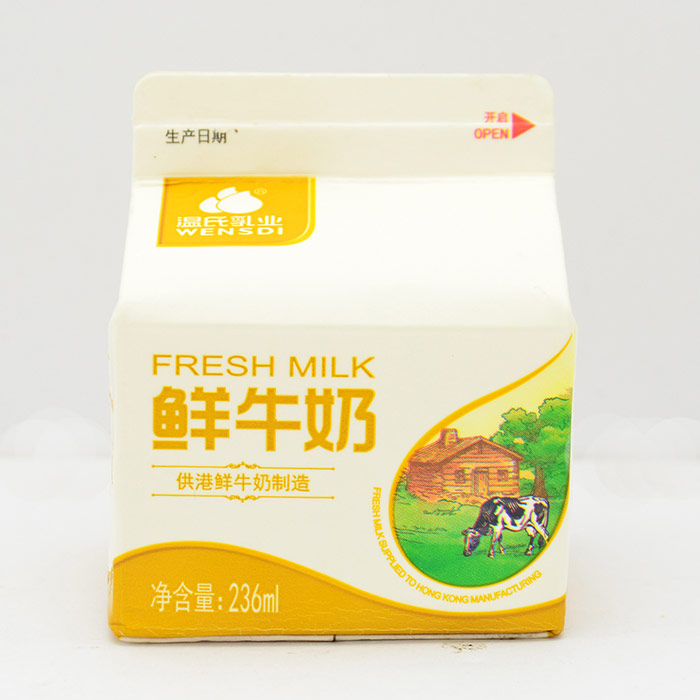 开启
OPEN
生产日期
®
温氏乳业
WENSDI
FRESH MILK
鲜牛奶
供港鲜牛奶制造
FRESH MILK SUPPLIED TO HONG KONG MANUFACTURING
净含量:236ml